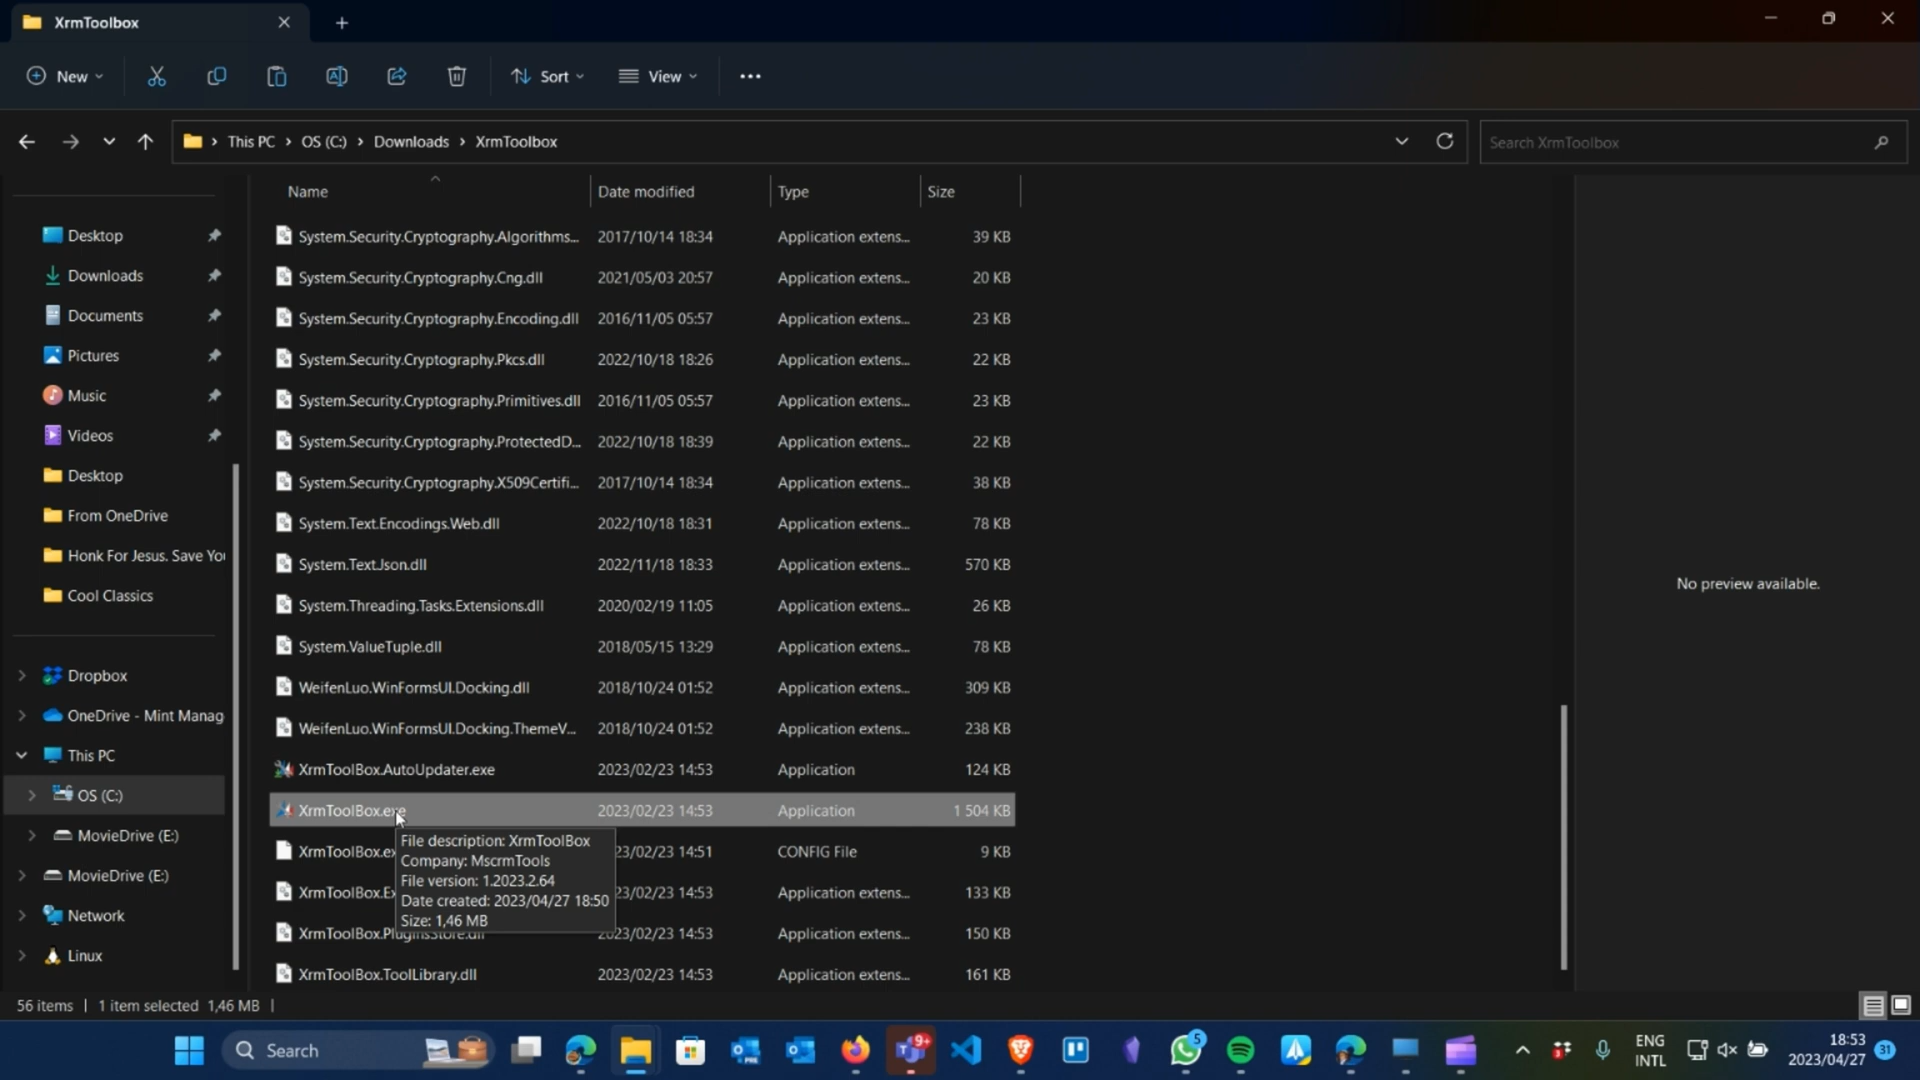 XrmToolbox
New
Sort
View
This PC
OS (C:)
Downloads
XrmToolbox
Search XrmToolbox
Name
Date modified
Type
Size
Desktop
Downloads
Documents
Pictures
Music
Videos
Desktop
From OneDrive
Honk For Jesus. Save You
Cool Classics
Dropbox
OneDrive - Mint Manag
This PC
OS (C:)
MovieDrive (E:)
MovieDrive (E:)
Network
Linux
System.Security.Cryptography.Algorithms... 2017/10/14 18:34 Application extens... 39 KB
System.Security.Cryptography.Cng.dll 2021/05/03 20:57 Application extens... 20 KB
System.Security.Cryptography.Encoding.dll 2016/11/05 05:57 Application extens... 23 KB
System.Security.Cryptography.Pkcs.dll 2022/10/18 18:26 Application extens... 22 KB
System.Security.Cryptography.Primitives.dll 2016/11/05 05:57 Application extens... 23 KB
System.Security.Cryptography.ProtectedD... 2022/10/18 18:39 Application extens... 22 KB
System.Security.Cryptography.X509Certifi... 2017/10/14 18:34 Application extens... 38 KB
System.Text.Encodings.Web.dll 2022/10/18 18:31 Application extens... 78 KB
System.Text.Json.dll 2022/11/18 18:33 Application extens... 570 KB
System.Threading.Tasks.Extensions.dll 2020/02/19 11:05 Application extens... 26 KB
System.ValueTuple.dll 2018/05/15 13:29 Application extens... 78 KB
WeifenLuo.WinFormsUI.Docking.dll 2018/10/24 01:52 Application extens... 309 KB
WeifenLuo.WinFormsUI.Docking.ThemeV... 2018/10/24 01:52 Application extens... 238 KB
XrmToolBox.AutoUpdater.exe 2023/02/23 14:53 Application 124 KB
XrmToolBox.exe 2023/02/23 14:53 Application 1 504 KB
XrmToolBox.ex 23/02/23 14:51 CONFIG File 9 KB
XrmToolBox.Ex 23/02/23 14:53 Application extens... 133 KB
XrmToolBox.PluginsStore.dll 2023/02/23 14:53 Application extens... 150 KB
XrmToolBox.ToolLibrary.dll 2023/02/23 14:53 Application extens... 161 KB
File description: XrmToolBox
Company: MscrmTools
File version: 1.2023.2.64
Date created: 2023/04/27 18:50
Size: 1,46 MB
No preview available.
56 items | 1 item selected 1,46 MB |
Search
9+
5
ENG
INTL
18:53
2023/04/27
31